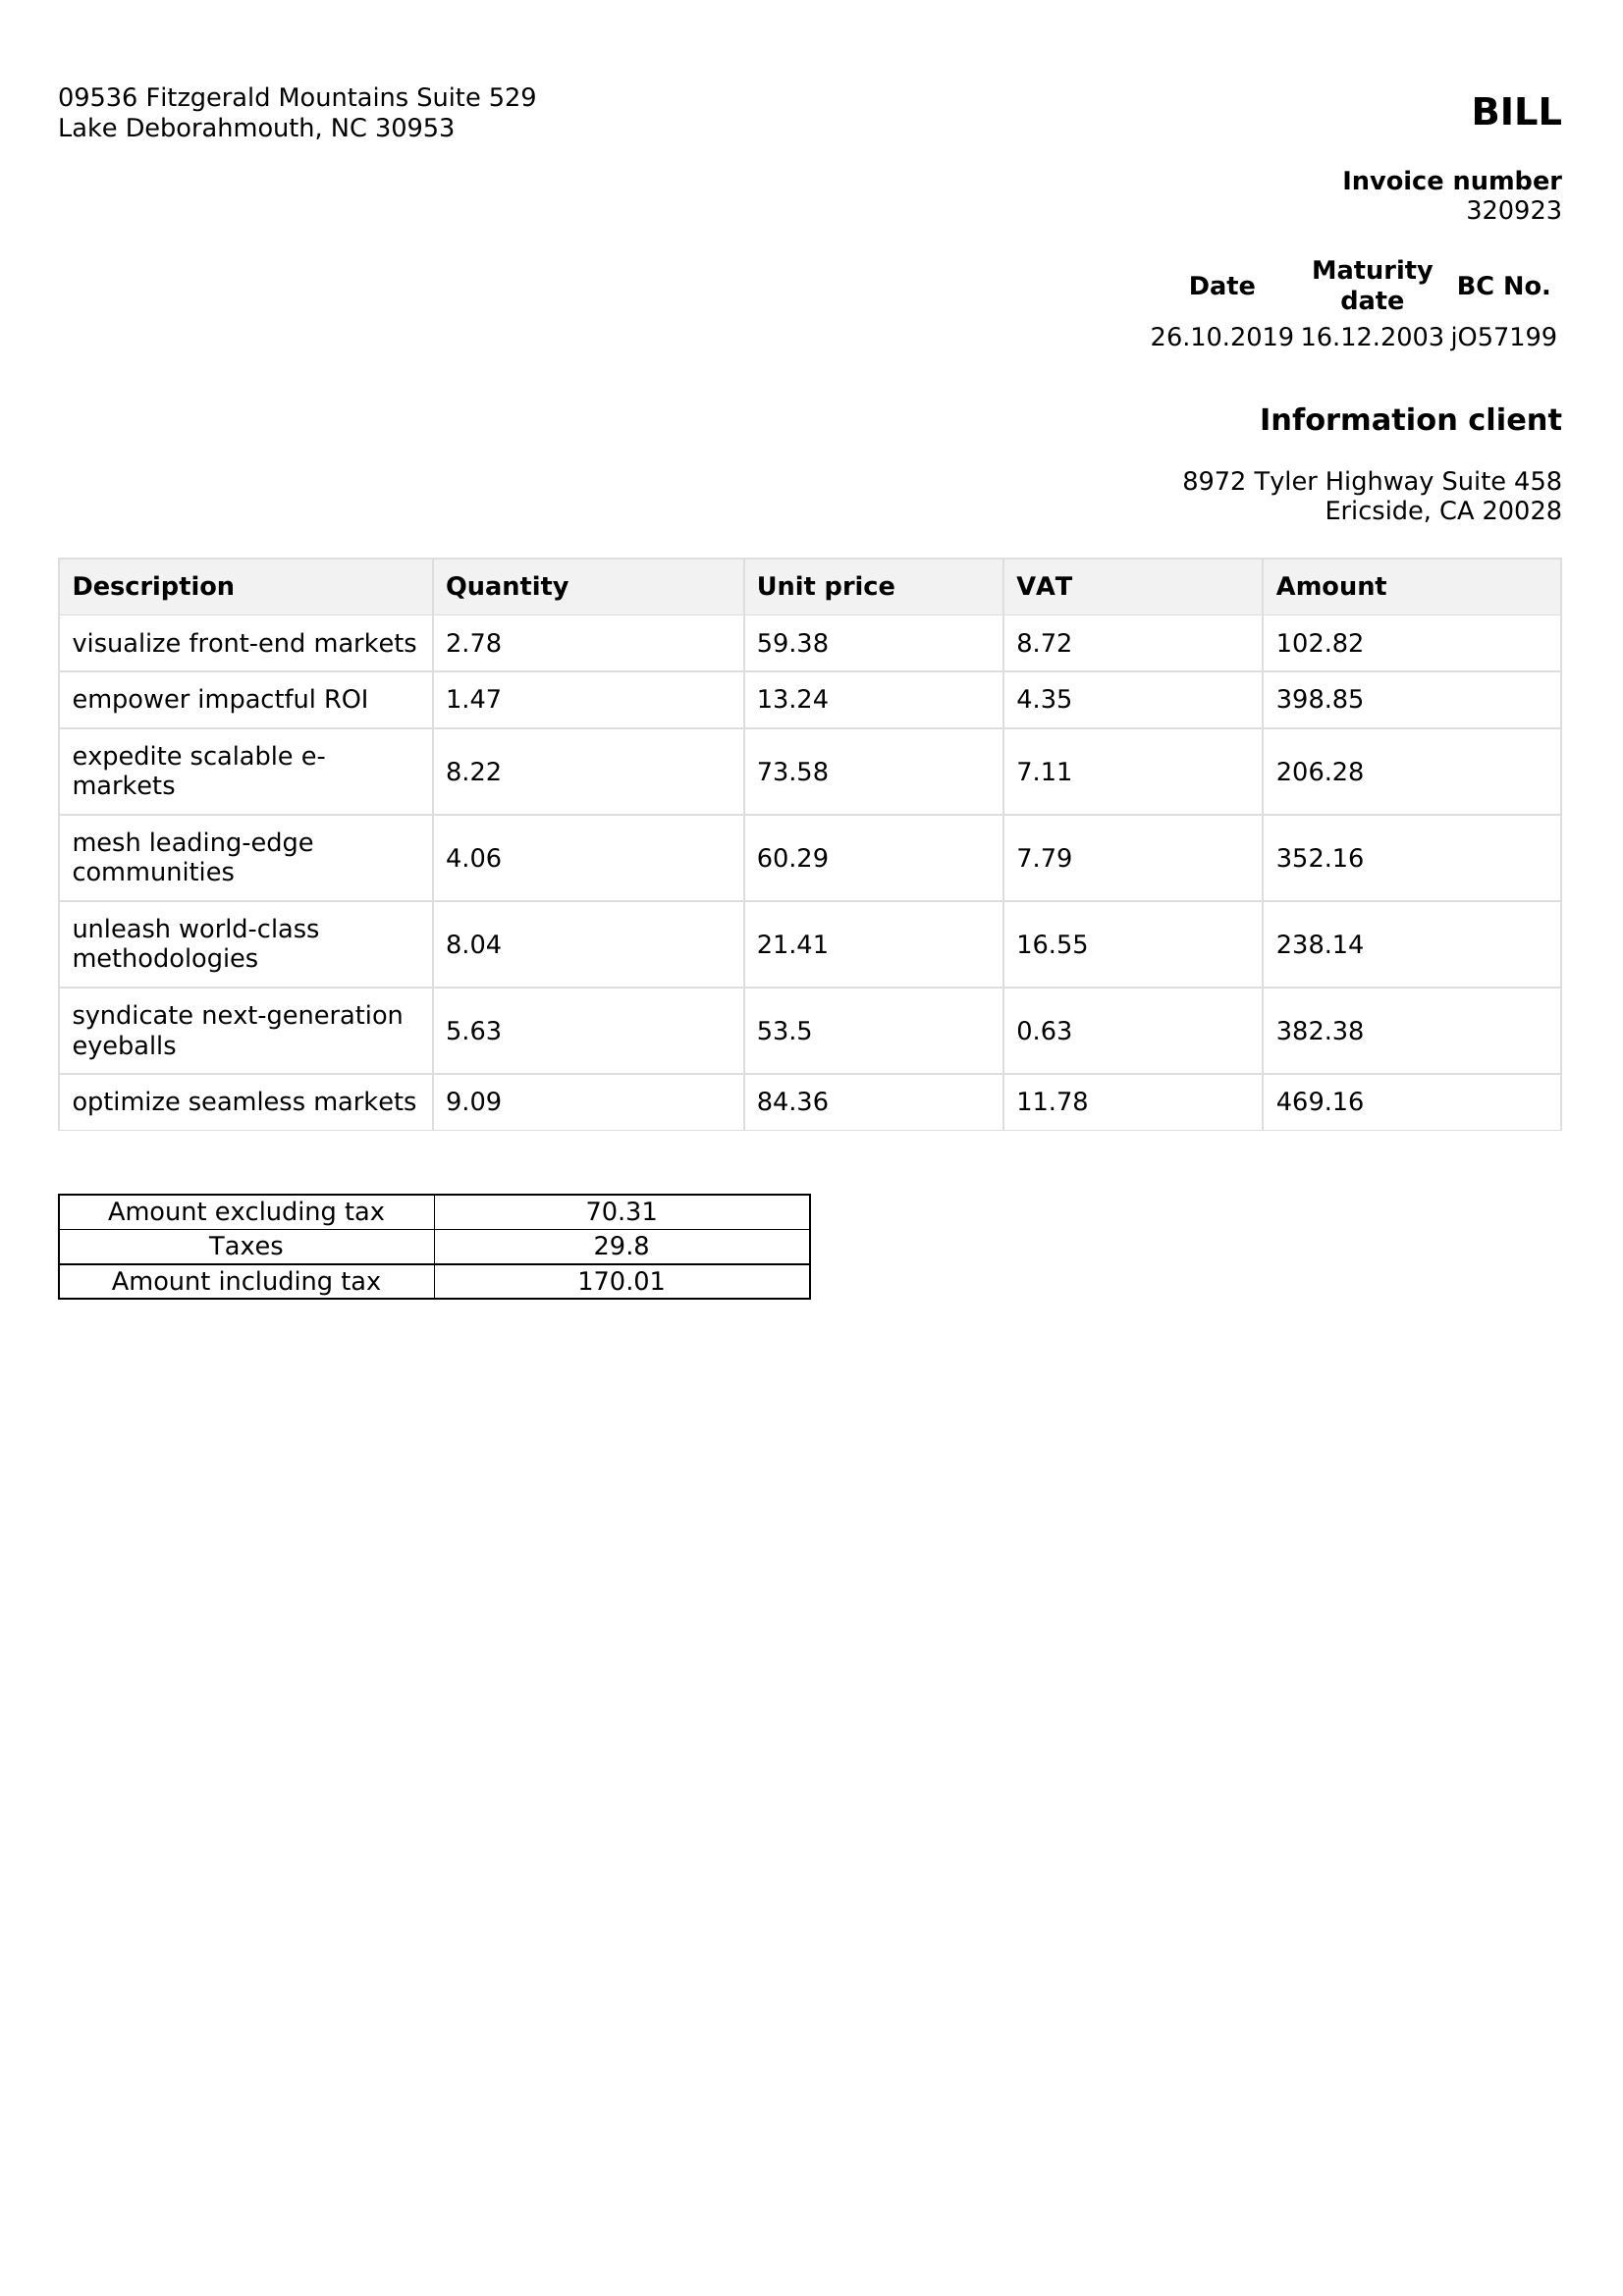 09536 Fitzgerald Mountains Suite 529
Lake Deborahmouth, NC 30953
BILL
Invoice number
320923
Date Maturity date BC No.
26.10.2019 16.12.2003 jO57199
Information client
8972 Tyler Highway Suite 458
Ericside, CA 20028
Description Quantity Unit price VAT Amount
visualize front-end markets 2.78 59.38 8.72 102.82
empower impactful ROI 1.47 13.24 4.35 398.85
expedite scalable e-
markets 8.22 73.58 7.11 206.28
mesh leading-edge
communities 4.06 60.29 7.79 352.16
unleash world-class
methodologies 8.04 21.41 16.55 238.14
syndicate next-generation
eyeballs 5.63 53.5 0.63 382.38
optimize seamless markets 9.09 84.36 11.78 469.16
Amount excluding tax 70.31
Taxes 29.8
Amount including tax 170.01